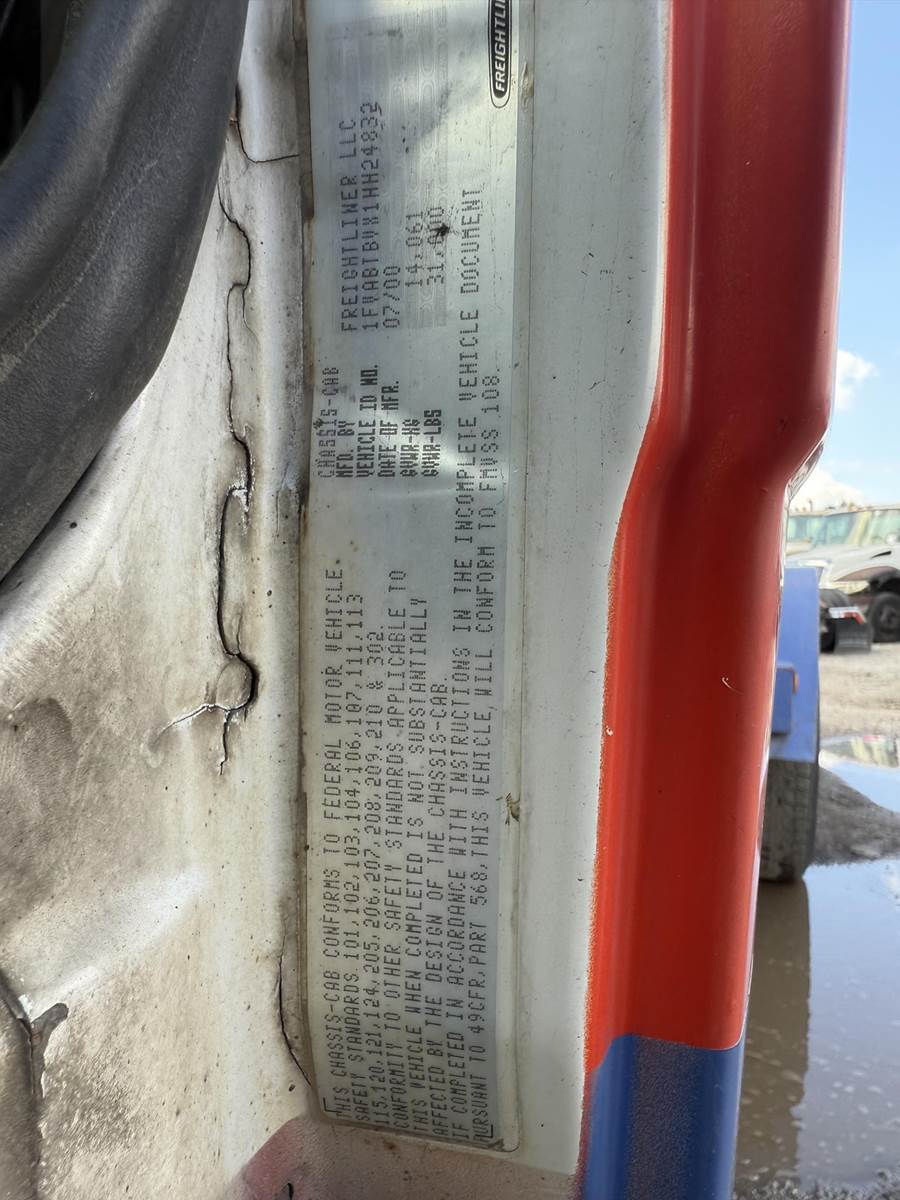 FREIGHTLINER
CHASSIS-CAB
MFD. BY FREIGHTLINER LLC
VEHICLE ID NO. 1FVABTBVX1HH24832
DATE OF MFR. 07/00
GVWR-KG 14,061
GVWR-LBS 31,000
THIS CHASSIS-CAB CONFORMS TO FEDERAL MOTOR VEHICLE
SAFETY STANDARDS 101,102,103,104,106,107,111,113
115,120,121,124,205,206,207,208,209,210 & 302.
CONFORMITY TO OTHER SAFETY STANDARDS APPLICABLE TO
THIS VEHICLE WHEN COMPLETED IS NOT SUBSTANTIALLY
AFFECTED BY THE DESIGN OF THE CHASSIS-CAB.
IF COMPLETED IN ACCORDANCE WITH INSTRUCTIONS IN THE INCOMPLETE VEHICLE DOCUMENT
PURSUANT TO 49CFR,PART 568,THIS VEHICLE,WILL CONFORM TO FMVSS 108.